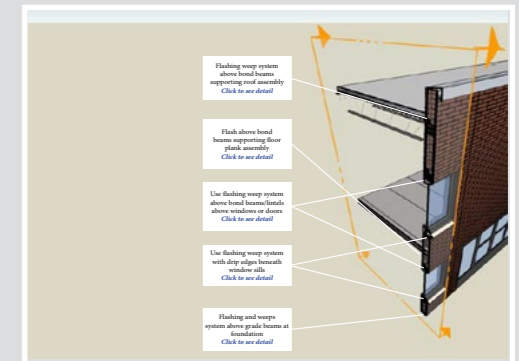 Flashing weep system
above bond beams
supporting roof assembly
Click to see detail
Flash above bond
beams supporting floor
plank assembly
Click to see detail
Use flashing weep system
above bond beams/lintels
above windows or doors
Click to see detail
Use flashing weep system
with drip edges beneath
window sills
Click to see detail
Flashing and weeps
system above grade beams at
foundation
Click to see detail